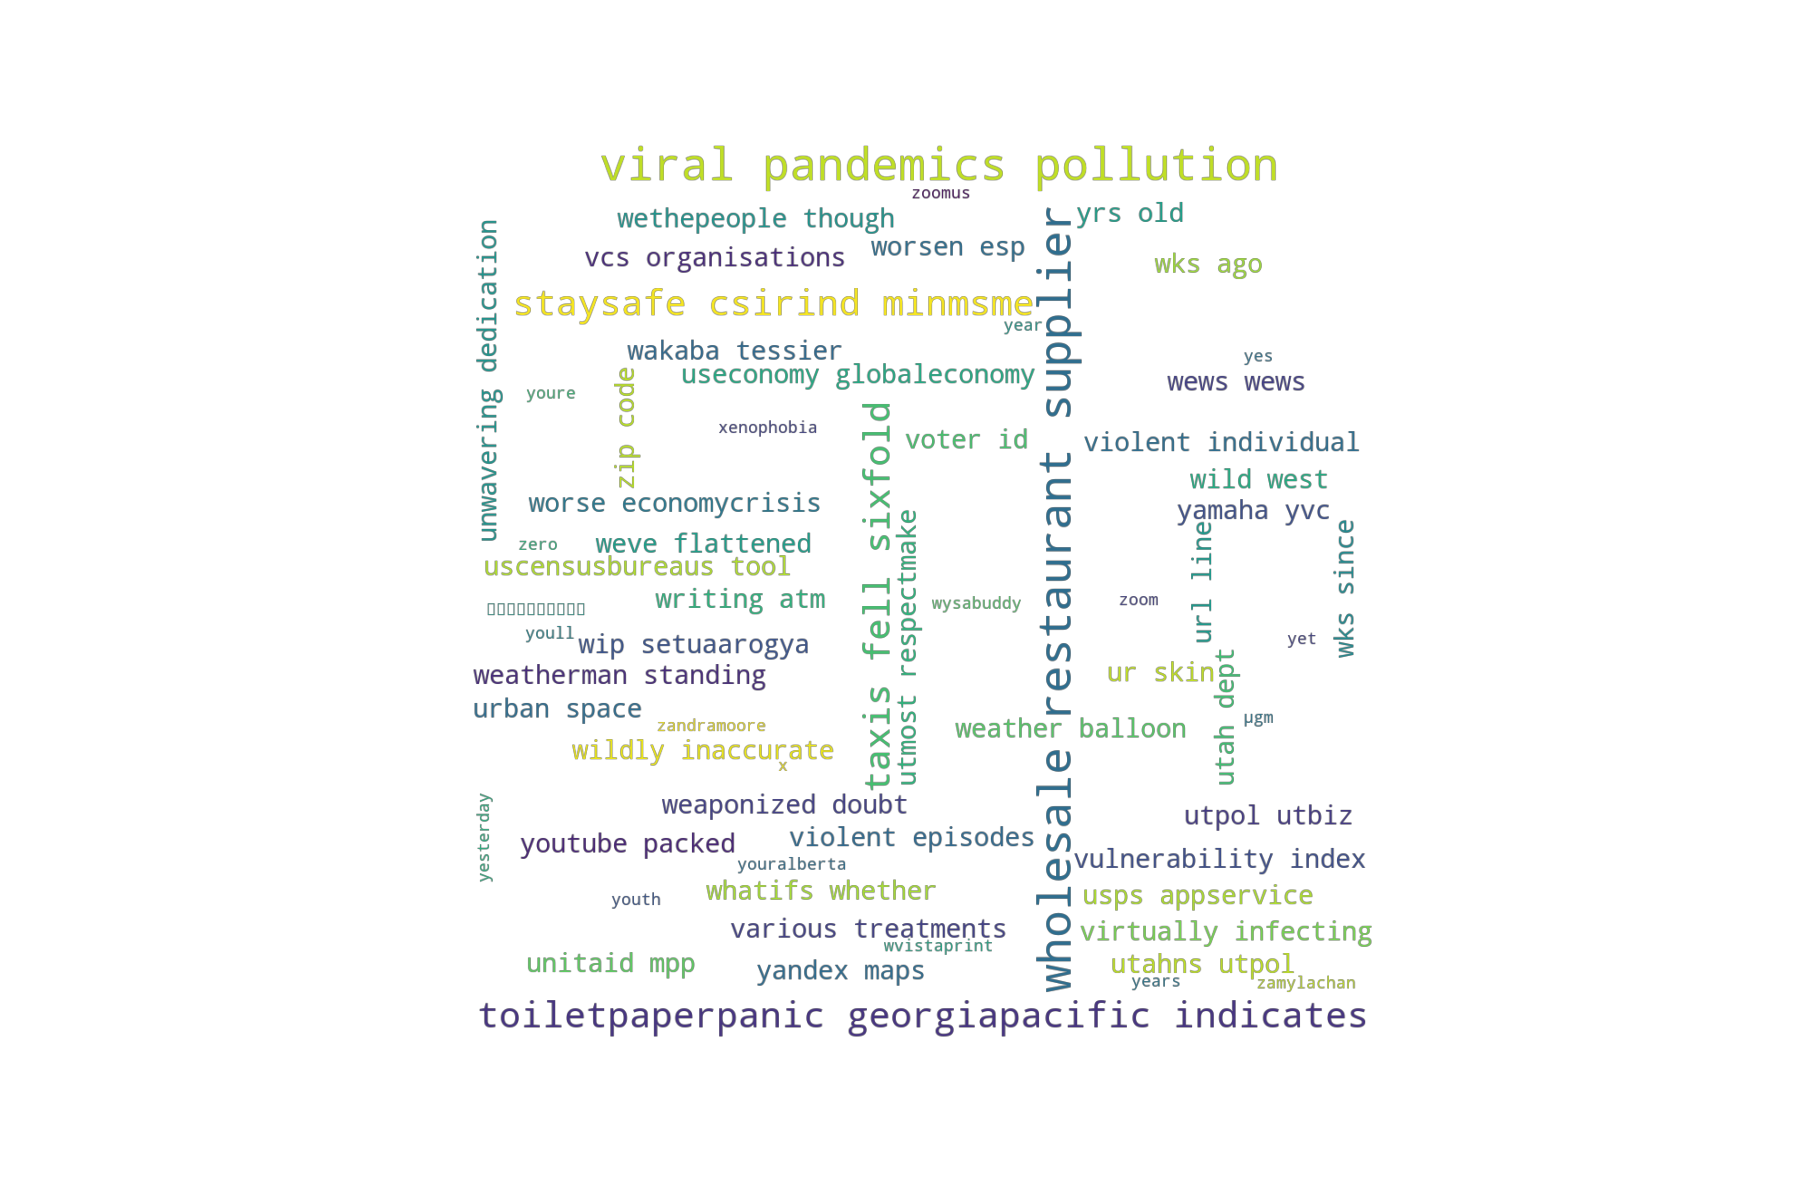 viral pandemics pollution
zoomus
wethepeople though
yrs old
vcs organisations
worsen esp
wks ago
unwavering dedication
staysafe csirind minmsme
year
wholesale restaurant supplier
wakaba tessier
yes
useconomy globaleconomy
wews wews
youre
zip code
xenophobia
taxis fell sixfold
voter id
violent individual
wild west
worse economycrisis
yamaha yvc
zero
weve flattened
utmost respectmake
url line
wks since
uscensusbureaus tool
writing atm
wysabuddy
zoom
youll
wip setuaarogya
yet
weatherman standing
ur skin
utah dept
urban space
µgm
zandramoore
weather balloon
wildly inaccurate
x
yesterday
weaponized doubt
utpol utbiz
youtube packed
violent episodes
youralberta
vulnerability index
youth
whatifs whether
usps appservice
various treatments
virtually infecting
wvistaprint
unitaid mpp
yandex maps
utahns utpol
years
zamylachan
toiletpaperpanic georgiapacific indicates